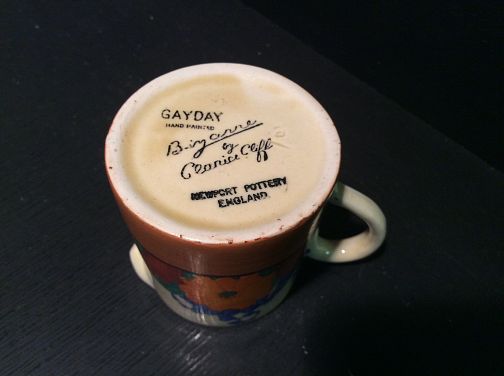 GAYDAY
HAND PAINTED
Bizarre
by
Clarice Cliff
NEWPORT POTTERY
ENGLAND